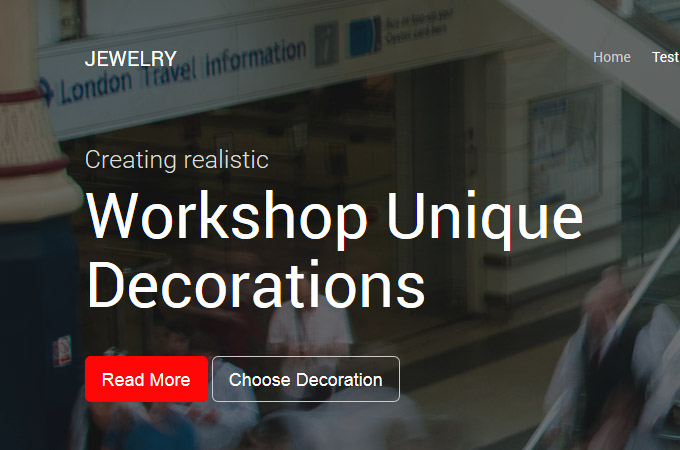 JEWELRY
Home Test
London Travel Information
i
Creating realistic
Workshop Unique
Decorations
Read More
Choose Decoration